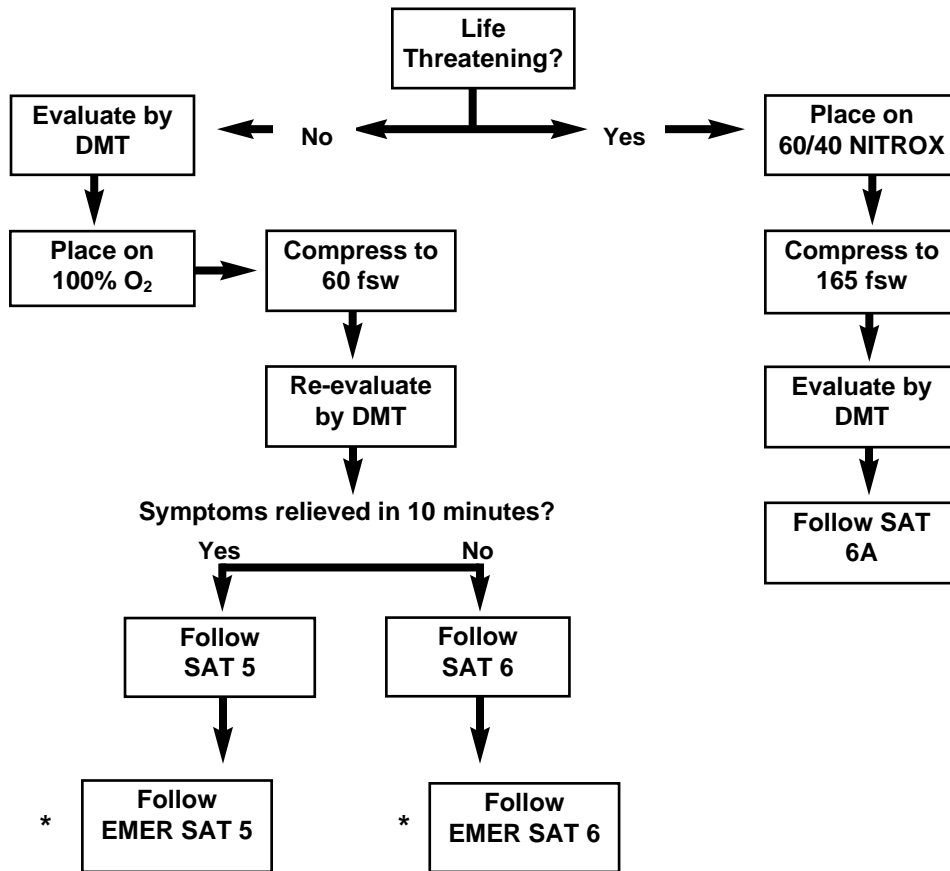 Life
Threatening?
Evaluate by
DMT
No
Yes
Place on
60/40 NITROX
Place on
100% O₂
Compress to
60 fsw
Compress to
165 fsw
Re-evaluate
by DMT
Evaluate by
DMT
Symptoms relieved in 10 minutes?
Yes
No
Follow SAT
6A
Follow
SAT 5
Follow
SAT 6
*
Follow
EMER SAT 5
*
Follow
EMER SAT 6